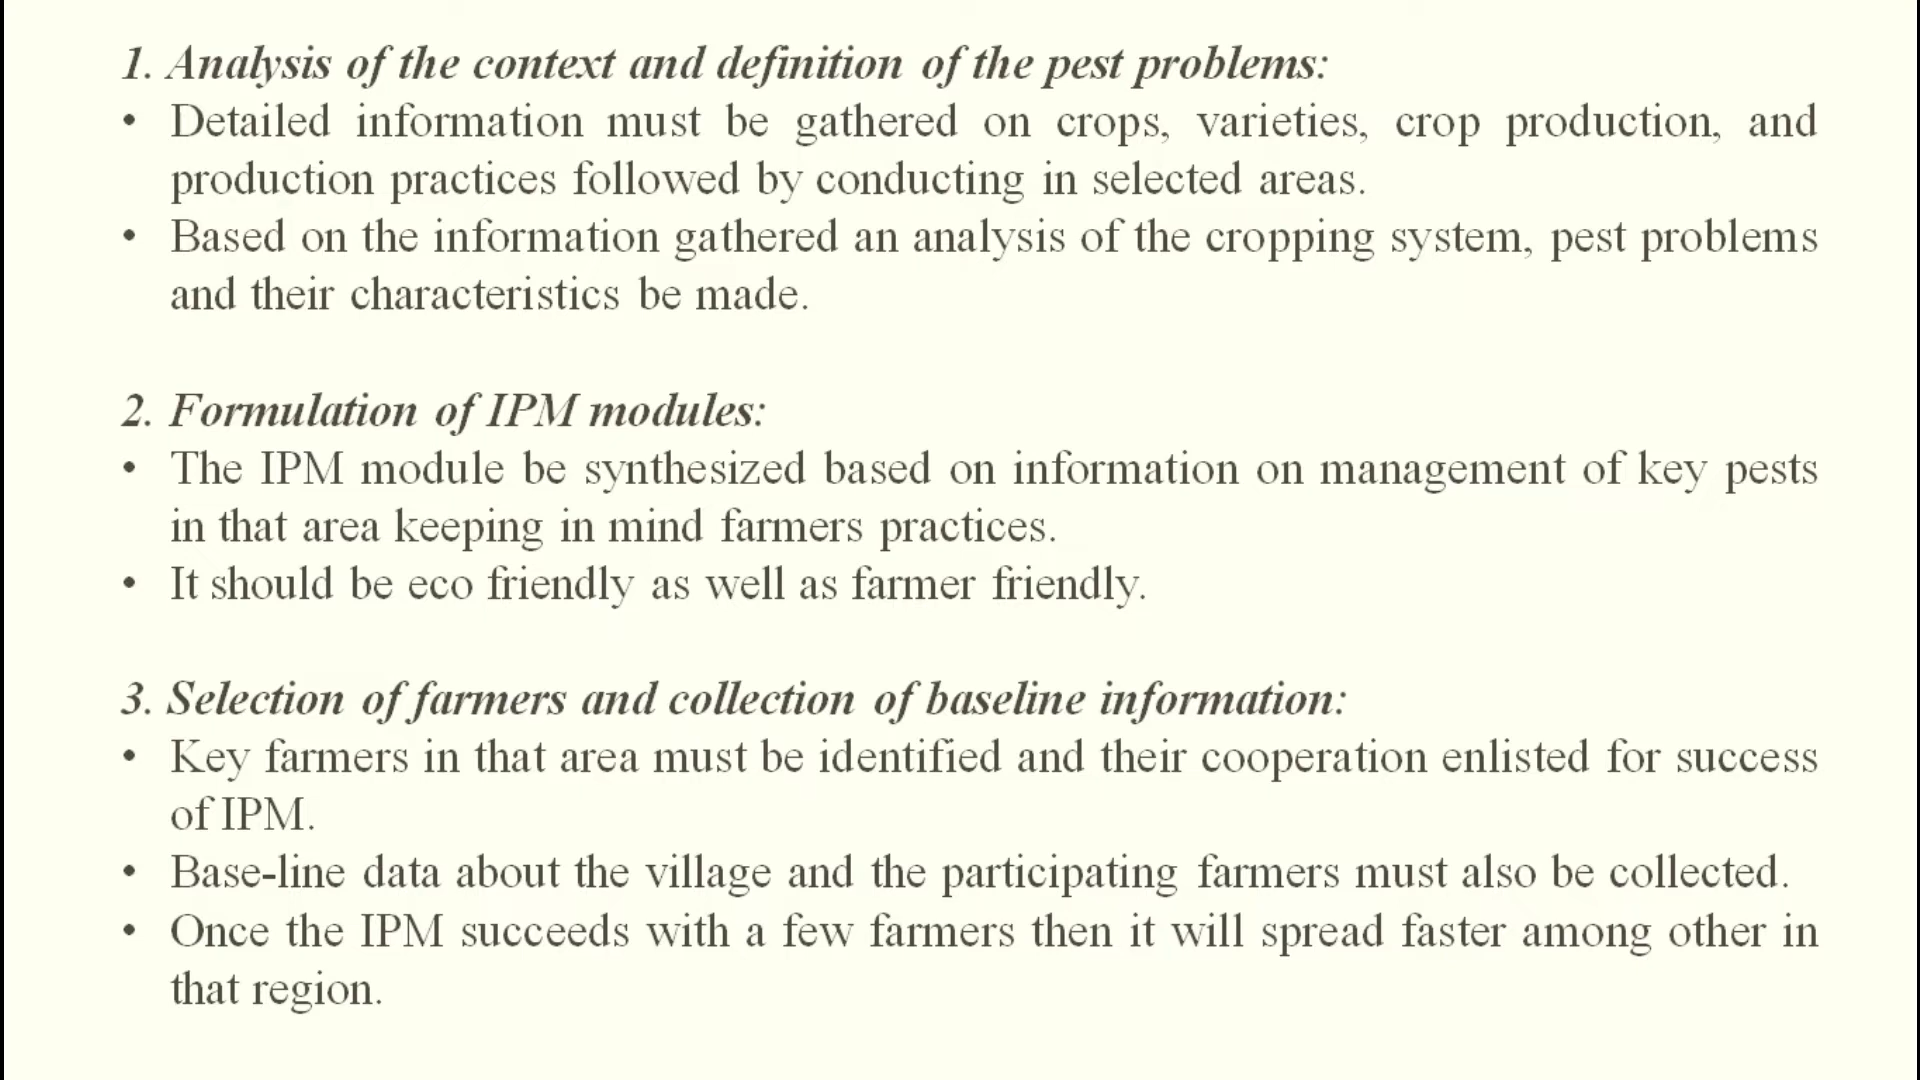 1. Analysis of the context and definition of the pest problems:
• Detailed information must be gathered on crops, varieties, crop production, and
production practices followed by conducting in selected areas.
• Based on the information gathered an analysis of the cropping system, pest problems
and their characteristics be made.
2. Formulation of IPM modules:
• The IPM module be synthesized based on information on management of key pests
in that area keeping in mind farmers practices.
• It should be eco friendly as well as farmer friendly.
3. Selection of farmers and collection of baseline information:
• Key farmers in that area must be identified and their cooperation enlisted for success
of IPM.
• Base-line data about the village and the participating farmers must also be collected.
• Once the IPM succeeds with a few farmers then it will spread faster among other in
that region.